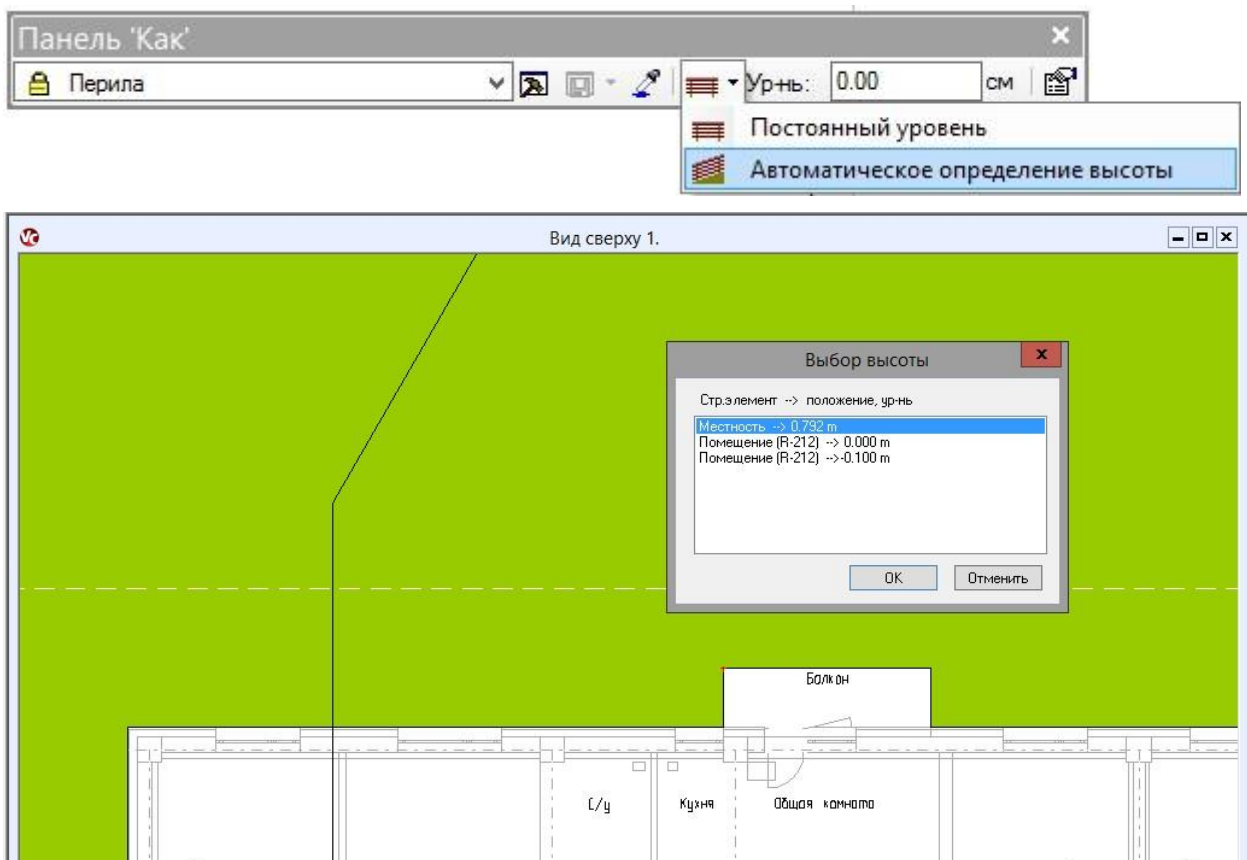 Панель 'Как'
Перила
Ур-нь: 0.00 см
Постоянный уровень
Автоматическое определение высоты
Вид сверху 1.
Выбор высоты
Стр.элемент --> положение, ур-нь
Местность --> 0.792 m
Помещение (R-212) --> 0.000 m
Помещение (R-212) -->-0.100 m
OK Отменить
Балкон
С/у Кухня Общая комната